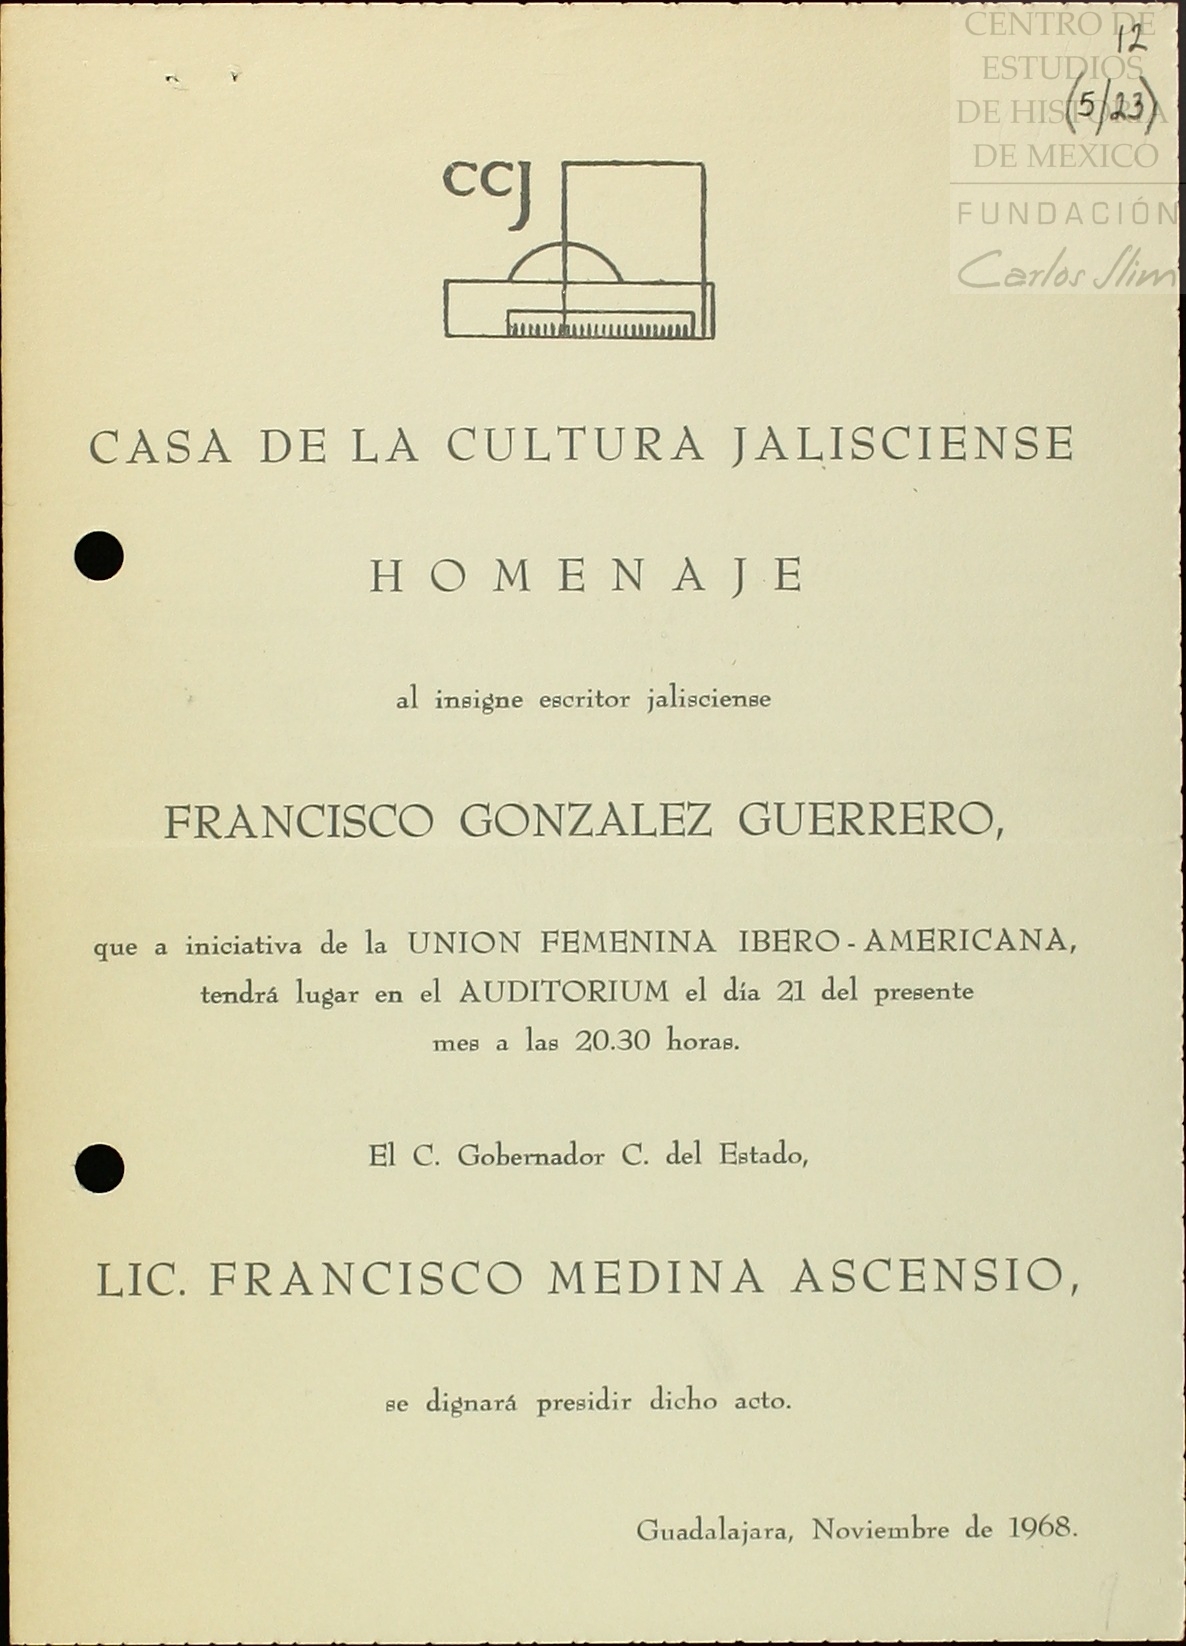 CENTRO DE
ESTUDIOS
DE HISTORIA
DE MEXICO
FUNDACIÓN
Carlos Slim
12
(5/23)
CCJ
CASA DE LA CULTURA JALISCIENSE
HOMENAJE
al insigne escritor jalisciense
FRANCISCO GONZALEZ GUERRERO,
que a iniciativa de la UNION FEMENINA IBERO-AMERICANA,
tendrá lugar en el AUDITORIUM el día 21 del presente
mes a las 20.30 horas.
El C. Gobernador C. del Estado,
LIC. FRANCISCO MEDINA ASCENSIO,
se dignará presidir dicho acto.
Guadalajara, Noviembre de 1968.